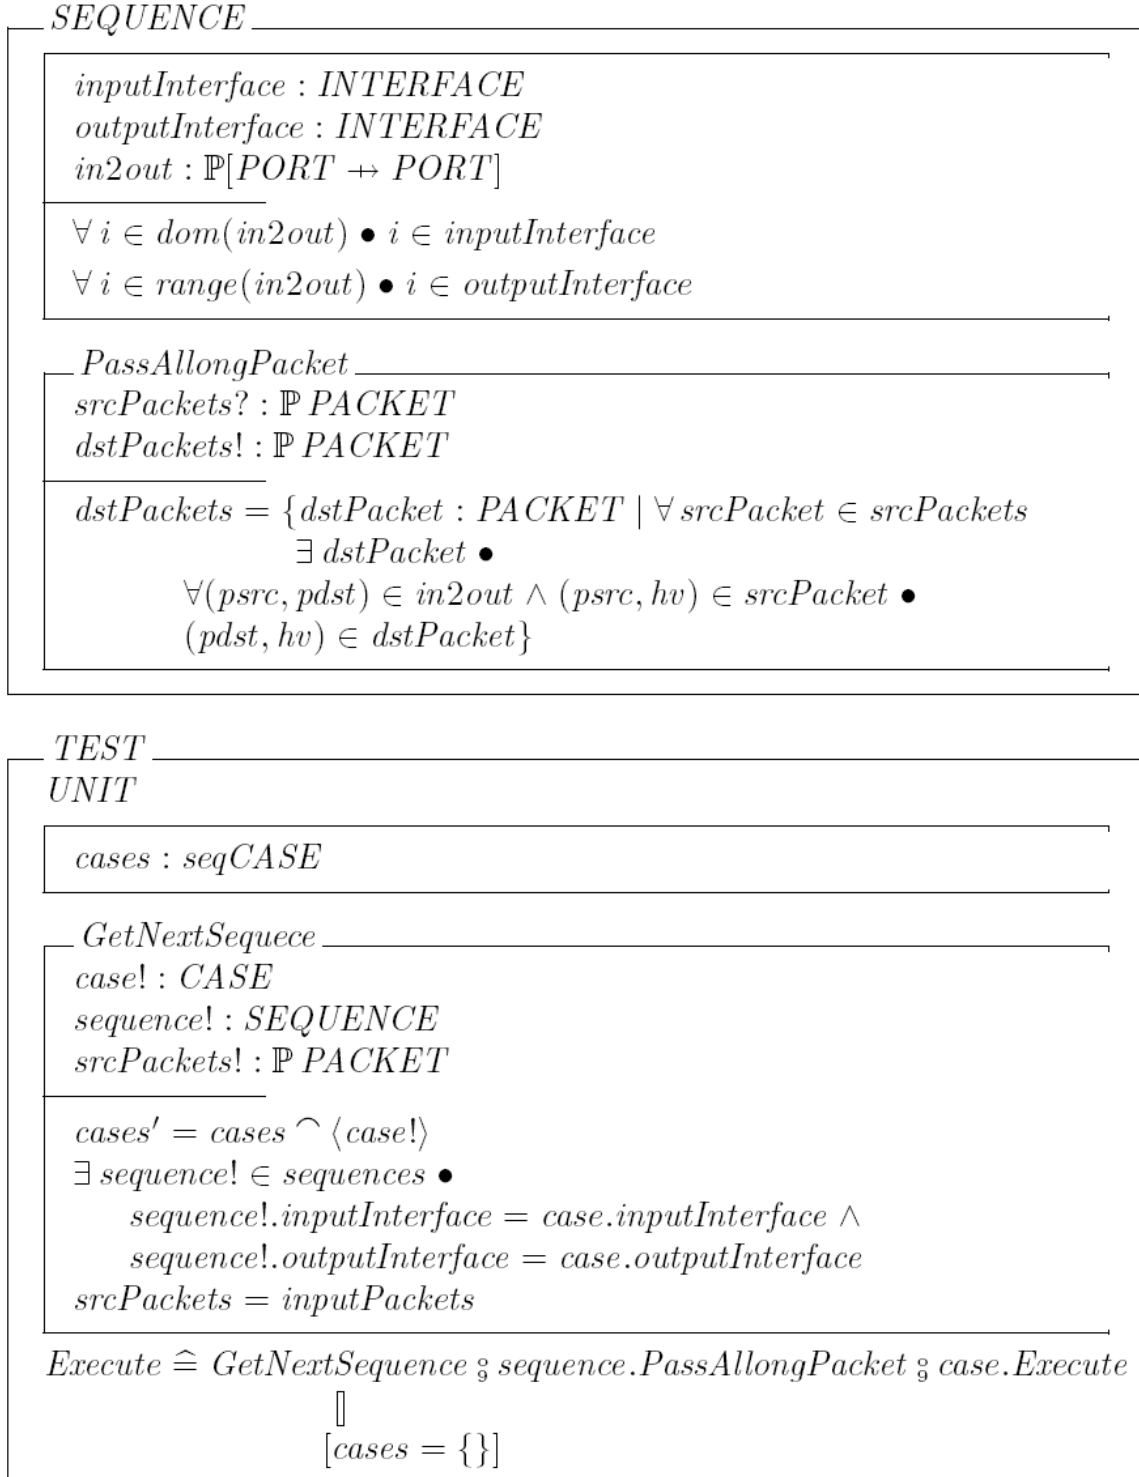 SEQUENCE
inputInterface : INTERFACE
outputInterface : INTERFACE
in2out : ℙ[PORT ⇸ PORT]
∀ i ∈ dom(in2out) • i ∈ inputInterface
∀ i ∈ range(in2out) • i ∈ outputInterface
PassAllongPacket
srcPackets? : ℙ PACKET
dstPackets! : ℙ PACKET
dstPackets = {dstPacket : PACKET | ∀ srcPacket ∈ srcPackets
∃ dstPacket •
∀(psrc, pdst) ∈ in2out ∧ (psrc, hv) ∈ srcPacket •
(pdst, hv) ∈ dstPacket}
TEST
UNIT
cases : seqCASE
GetNextSequece
case! : CASE
sequence! : SEQUENCE
srcPackets! : ℙ PACKET
cases′ = cases ⌢ ⟨case!⟩
∃ sequence! ∈ sequences •
sequence!.inputInterface = case.inputInterface ∧
sequence!.outputInterface = case.outputInterface
srcPackets = inputPackets
Execute ≙ GetNextSequence ⨟ sequence.PassAllongPacket ⨟ case.Execute
▯
[cases = {}]